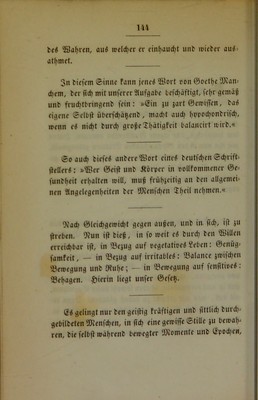 144
des Wahren, aus welcher er einhaucht und wieder aus-
athmet.
In diesem Sinne kann jenes Wort von Goethe Man-
chem, der sich mit unserer Aufgabe beschäftigt, sehr gemäß
und fruchtbringend sein: »Ein zu zart Gewissen, das
eigene Selbst überschätzend, macht auch hypochondrisch,
wenn es nicht durch große Thätigkeit balancirt wird.«
So auch dieses andere Wort eines deutschen Schrift-
stellers: »Wer Geist und Körper in vollkommener Ge-
sundheit erhalten will, muß frühzeitig an den allgemei-
nen Angelegenheiten der Menschen Theil nehmen.«
Nach Gleichgewicht gegen außen, und in sich, ist zu
streben. Nun ist dieß, in so weit es durch den Willen
erreichbar ist, in Bezug auf vegetatives Leben: Genüg-
samkeit, — in Bezug auf irritables: Balance zwischen
Bewegung und Ruhe; — in Bewegung auf sensitives:
Behagen. Hierin liegt unser Gesetz.
Es gelingt nur den geistig kräftigen und sittlich durch-
gebildeten Menschen, in sich eine gewisse Stille zu bewah-
ren, die selbst während bewegter Momente und Epochen,